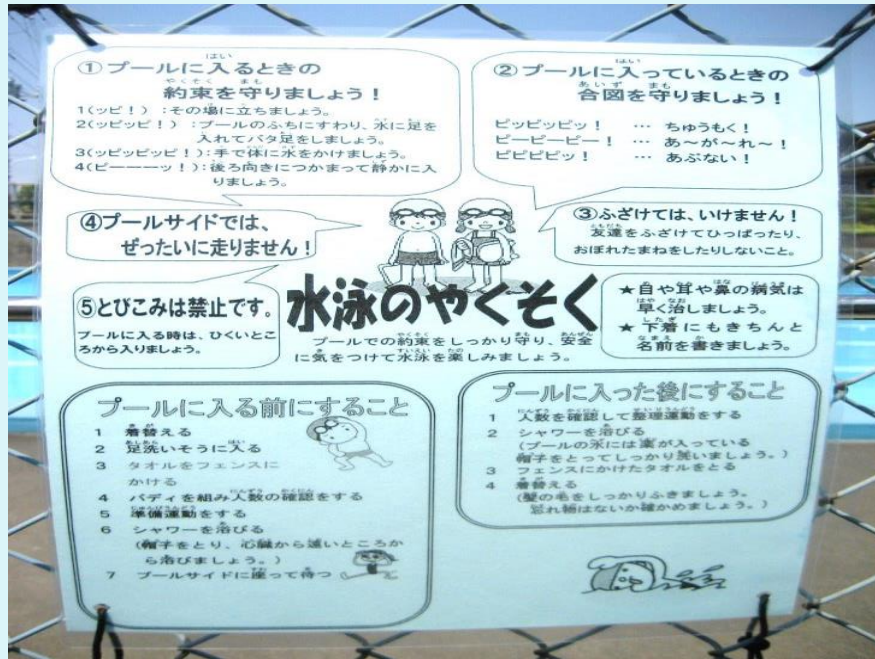 ①プールに入るときの
約束を守りましょう！
1(ッピ！)：その場に立ちましょう。
2(ッピッピ！)：プールのふちにすわり、水に足を
入れてバタ足をしましょう。
3(ッピッピッピ！)：手で体に水をかけましょう。
4(ピーーーッ！)：後ろ向きにつかまって静かに入
りましょう。
②プールに入っているときの
合図を守りましょう！
ピッピッピッ！ … ちゅうもく！
ピーピーピー！ … あ～が～れ～！
ピピピピッ！ … あぶない！
③ふざけては、いけません！
友達をふざけてひっぱったり、
おぼれたまねをしたりしないこと。
④プールサイドでは、
ぜったいに走りません！
⑤とびこみは禁止です。
プールに入る時は、ひくいとこ
ろから入りましょう。
水泳のやくそく
プールでの約束をしっかり守り、安全
に気をつけて水泳を楽しみましょう。
★目や耳や鼻の病気は
早く治しましょう。
★下着にもきちんと
名前を書きましょう。
プールに入る前にすること
1 着替える
2 足洗いそうに入る
3 タオルをフェンスに
かける
4 バディを組み人数の確認をする
5 準備運動をする
6 シャワーを浴びる
(帽子をとり、心臓から遠いところか
ら浴びましょう。)
7 プールサイドに座って待つ
プールに入った後にすること
1 人数を確認して整理運動をする
2 シャワーを浴びる
(プールの水には薬が入っている
帽子をとってしっかり洗いましょう。)
3 フェンスにかけたタオルをとる
4 着替える
(髪の毛をしっかりふきましょう。
忘れ物はないか確かめましょう。)